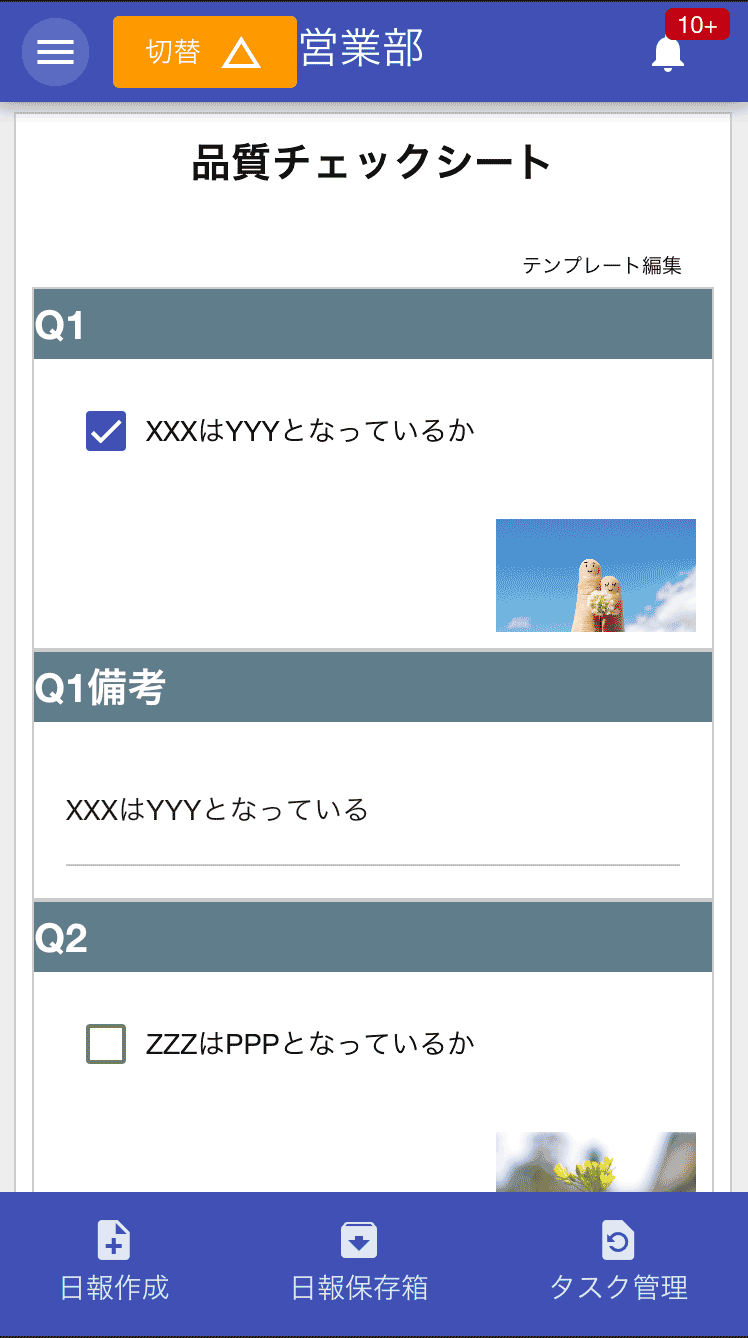 切替 営業部 10+
品質チェックシート
テンプレート編集
Q1
XXXはYYYとなっているか
Q1備考
XXXはYYYとなっている
Q2
ZZZはPPPとなっているか
日報作成 日報保存箱 タスク管理